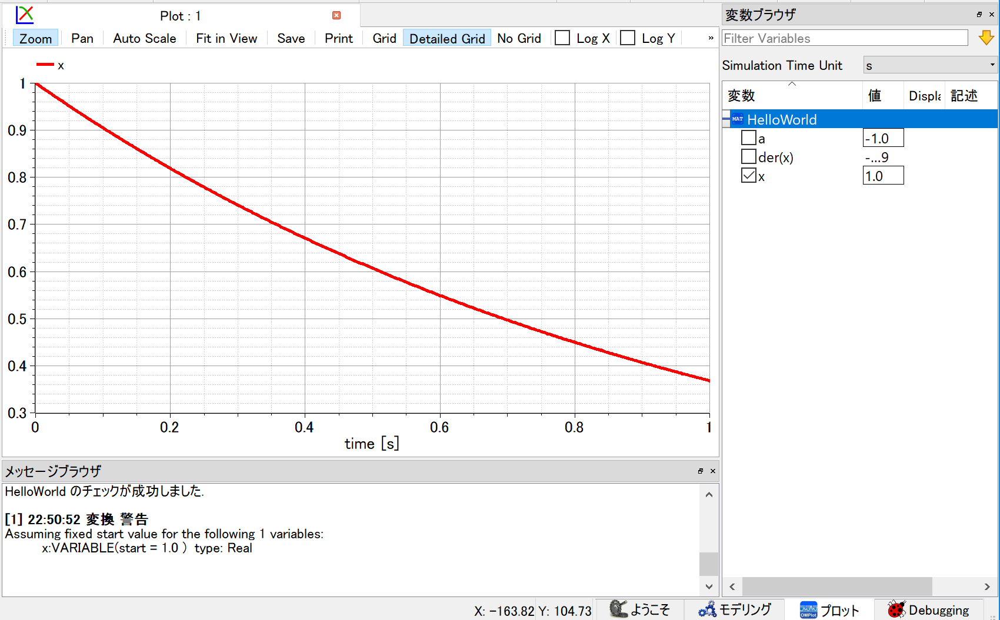 Plot : 1
Zoom Pan Auto Scale Fit in View Save Print Grid Detailed Grid No Grid Log X Log Y »
x
1
0.9
0.8
0.7
0.6
0.5
0.4
0.3
0 0.2 0.4 0.6 0.8 1
time [s]
メッセージブラウザ
HelloWorld のチェックが成功しました.
[1] 22:50:52 変換 警告
Assuming fixed start value for the following 1 variables:
x:VARIABLE(start = 1.0 ) type: Real
変数ブラウザ
Filter Variables
Simulation Time Unit s
変数 値 Displa 記述
MAT HelloWorld
a -1.0
der(x) -...9
x 1.0
X: -163.82 Y: 104.73 ようこそ モデリング OMPlot プロット Debugging